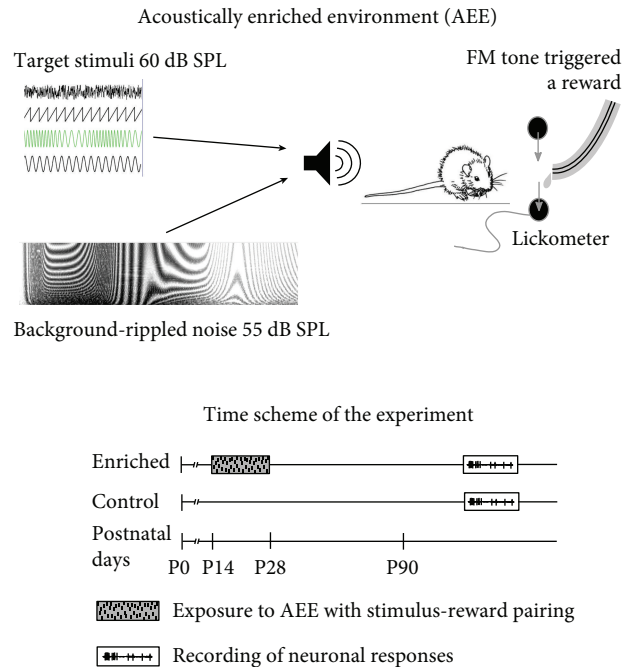 Acoustically enriched environment (AEE)
Target stimuli 60 dB SPL
FM tone triggered
a reward
Lickometer
Background-rippled noise 55 dB SPL
Time scheme of the experiment
Enriched
Control
Postnatal
days
P0 P14 P28 P90
Exposure to AEE with stimulus-reward pairing
Recording of neuronal responses